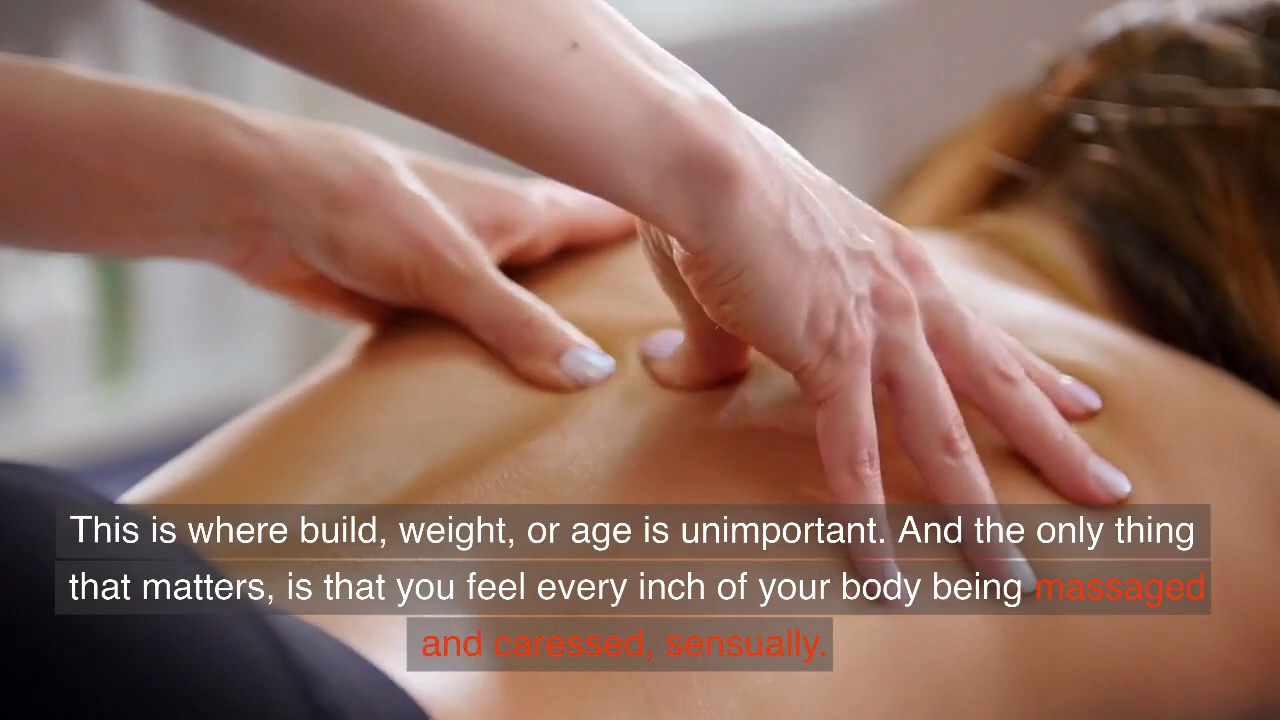 This is where build, weight, or age is unimportant. And the only thing
that matters, is that you feel every inch of your body being massaged
and caressed, sensually.